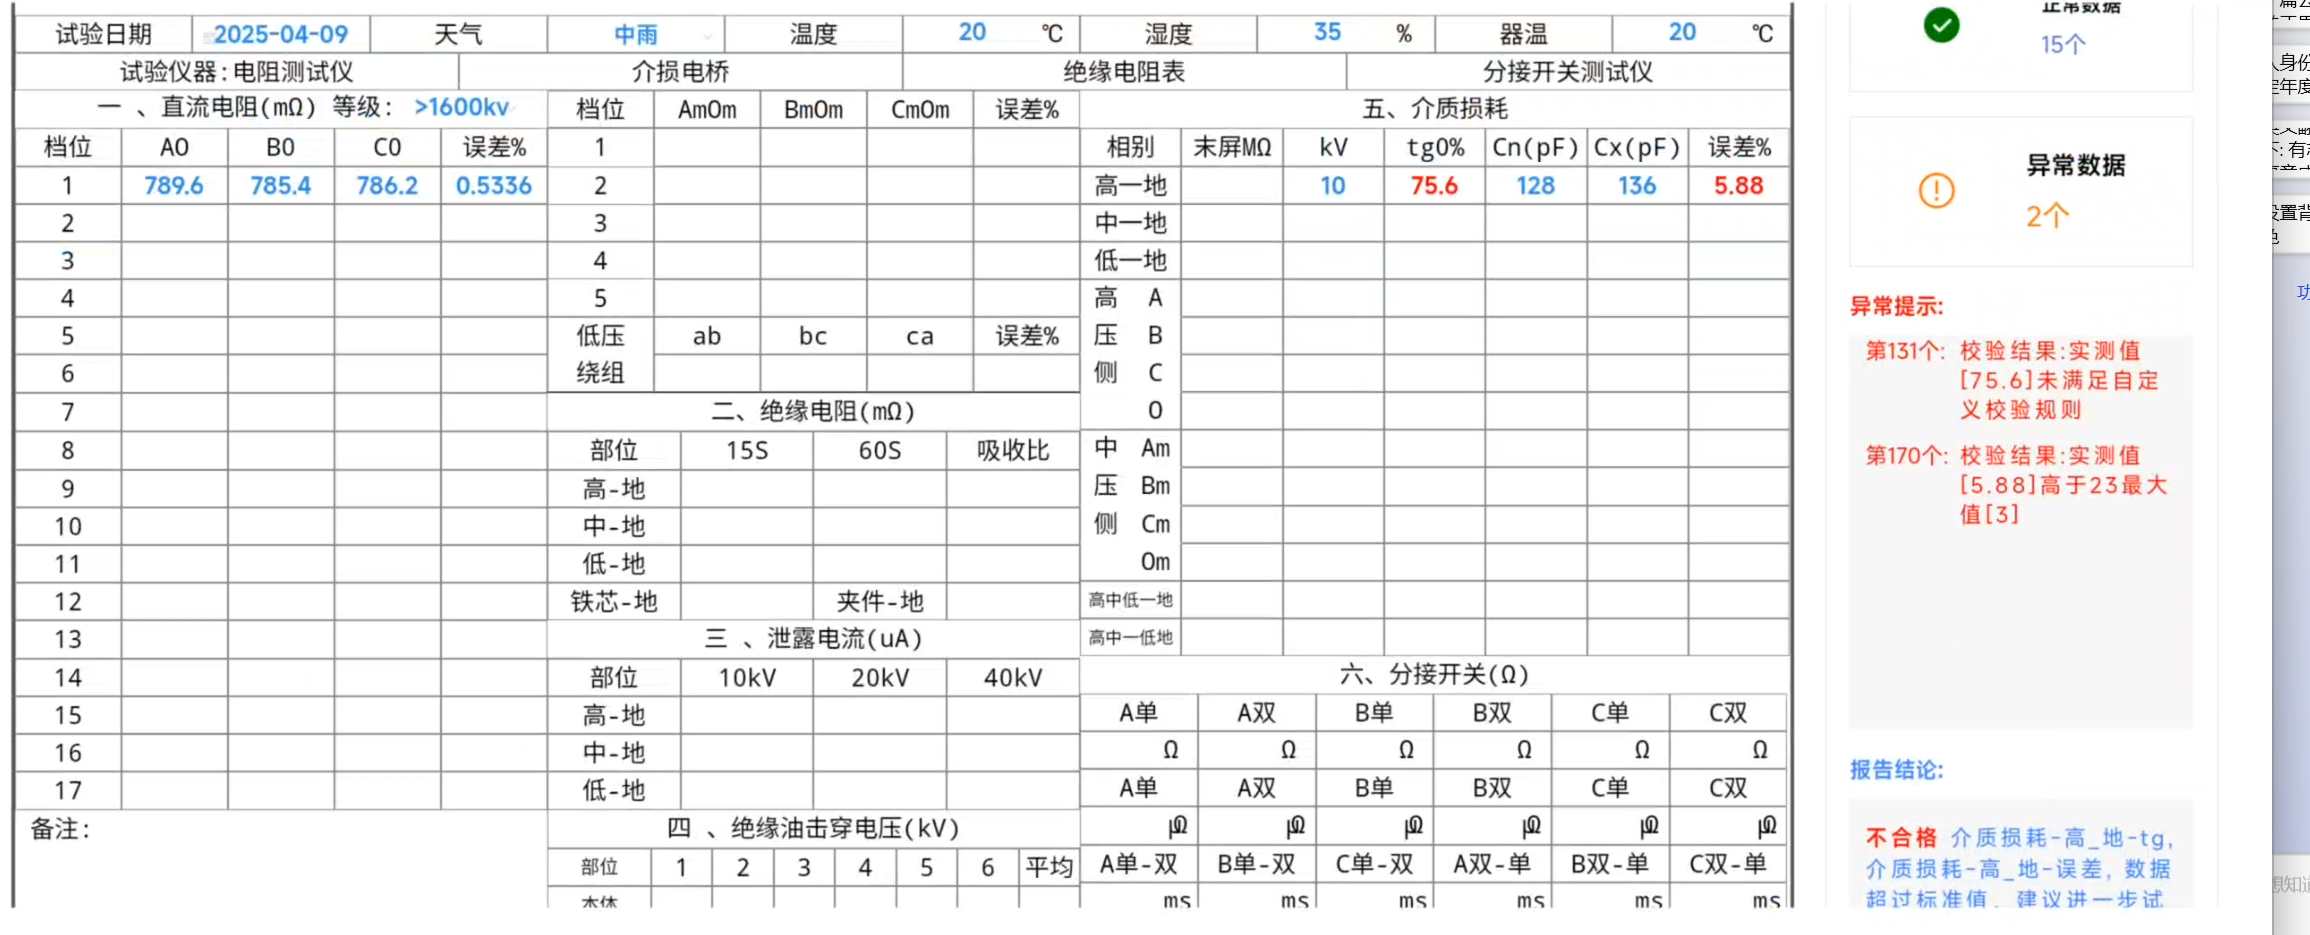 试验日期 2025-04-09 天气 中雨 温度 20 ℃ 湿度 35 % 器温 20 ℃
试验仪器:电阻测试仪 介损电桥 绝缘电阻表 分接开关测试仪
一 、直流电阻(mΩ) 等级: >1600kv
档位 AO BO CO 误差%
1 789.6 785.4 786.2 0.5336
2
3
4
5
6
7
8
9
10
11
12
13
14
15
16
17
备注:
档位 AmOm BmOm CmOm 误差%
1
2
3
4
5
低压 ab bc ca 误差%
绕组
二、绝缘电阻(mΩ)
部位 15S 60S 吸收比
高-地
中-地
低-地
铁芯-地 夹件-地
三 、泄露电流(uA)
部位 10kV 20kV 40kV
高-地
中-地
低-地
四 、绝缘油击穿电压(kV)
部位 1 2 3 4 5 6 平均
本体
五、介质损耗
相别 末屏MΩ kV tgO% Cn(pF) Cx(pF) 误差%
高一地 10 75.6 128 136 5.88
中一地
低一地
高 A
压 B
侧 C
O
中 Am
压 Bm
侧 Cm
Om
高中低一地
高中一低地
六、分接开关(Ω)
A单 A双 B单 B双 C单 C双
Ω Ω Ω Ω Ω Ω
A单 A双 B单 B双 C单 C双
μΩ μΩ μΩ μΩ μΩ μΩ
A单-双 B单-双 C单-双 A双-单 B双-单 C双-单
ms ms ms ms ms ms
正常数据
15个
异常数据
2个
异常提示:
第131个: 校验结果:实测值
[75.6]未满足自定
义校验规则
第170个: 校验结果:实测值
[5.88]高于23最大
值[3]
报告结论:
不合格 介质损耗-高_地-tg,
介质损耗-高_地-误差, 数据
超过标准值, 建议进一步试